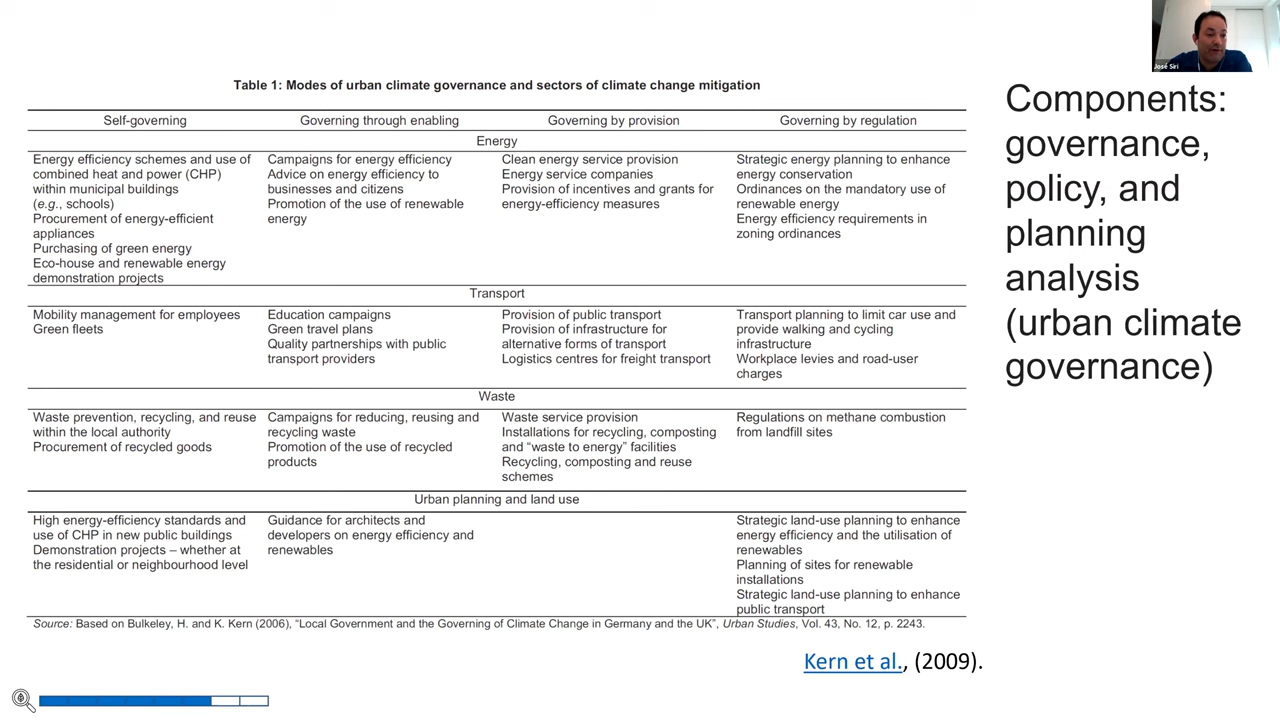 José Siri
Components:
governance,
policy, and
planning
analysis
(urban climate
governance)
Table 1: Modes of urban climate governance and sectors of climate change mitigation
Self-governing
Governing through enabling
Governing by provision
Governing by regulation
Energy
Energy efficiency schemes and use of
combined heat and power (CHP)
within municipal buildings
(e.g., schools)
Procurement of energy-efficient
appliances
Purchasing of green energy
Eco-house and renewable energy
demonstration projects
Campaigns for energy efficiency
Advice on energy efficiency to
businesses and citizens
Promotion of the use of renewable
energy
Clean energy service provision
Energy service companies
Provision of incentives and grants for
energy-efficiency measures
Strategic energy planning to enhance
energy conservation
Ordinances on the mandatory use of
renewable energy
Energy efficiency requirements in
zoning ordinances
Transport
Mobility management for employees
Green fleets
Education campaigns
Green travel plans
Quality partnerships with public
transport providers
Provision of public transport
Provision of infrastructure for
alternative forms of transport
Logistics centres for freight transport
Transport planning to limit car use and
provide walking and cycling
infrastructure
Workplace levies and road-user
charges
Waste
Waste prevention, recycling, and reuse
within the local authority
Procurement of recycled goods
Campaigns for reducing, reusing and
recycling waste
Promotion of the use of recycled
products
Waste service provision
Installations for recycling, composting
and “waste to energy” facilities
Recycling, composting and reuse
schemes
Regulations on methane combustion
from landfill sites
Urban planning and land use
High energy-efficiency standards and
use of CHP in new public buildings
Demonstration projects – whether at
the residential or neighbourhood level
Guidance for architects and
developers on energy efficiency and
renewables
Strategic land-use planning to enhance
energy efficiency and the utilisation of
renewables
Planning of sites for renewable
installations
Strategic land-use planning to enhance
public transport
Source: Based on Bulkeley, H. and K. Kern (2006), “Local Government and the Governing of Climate Change in Germany and the UK”, Urban Studies, Vol. 43, No. 12, p. 2243.
Kern et al., (2009).